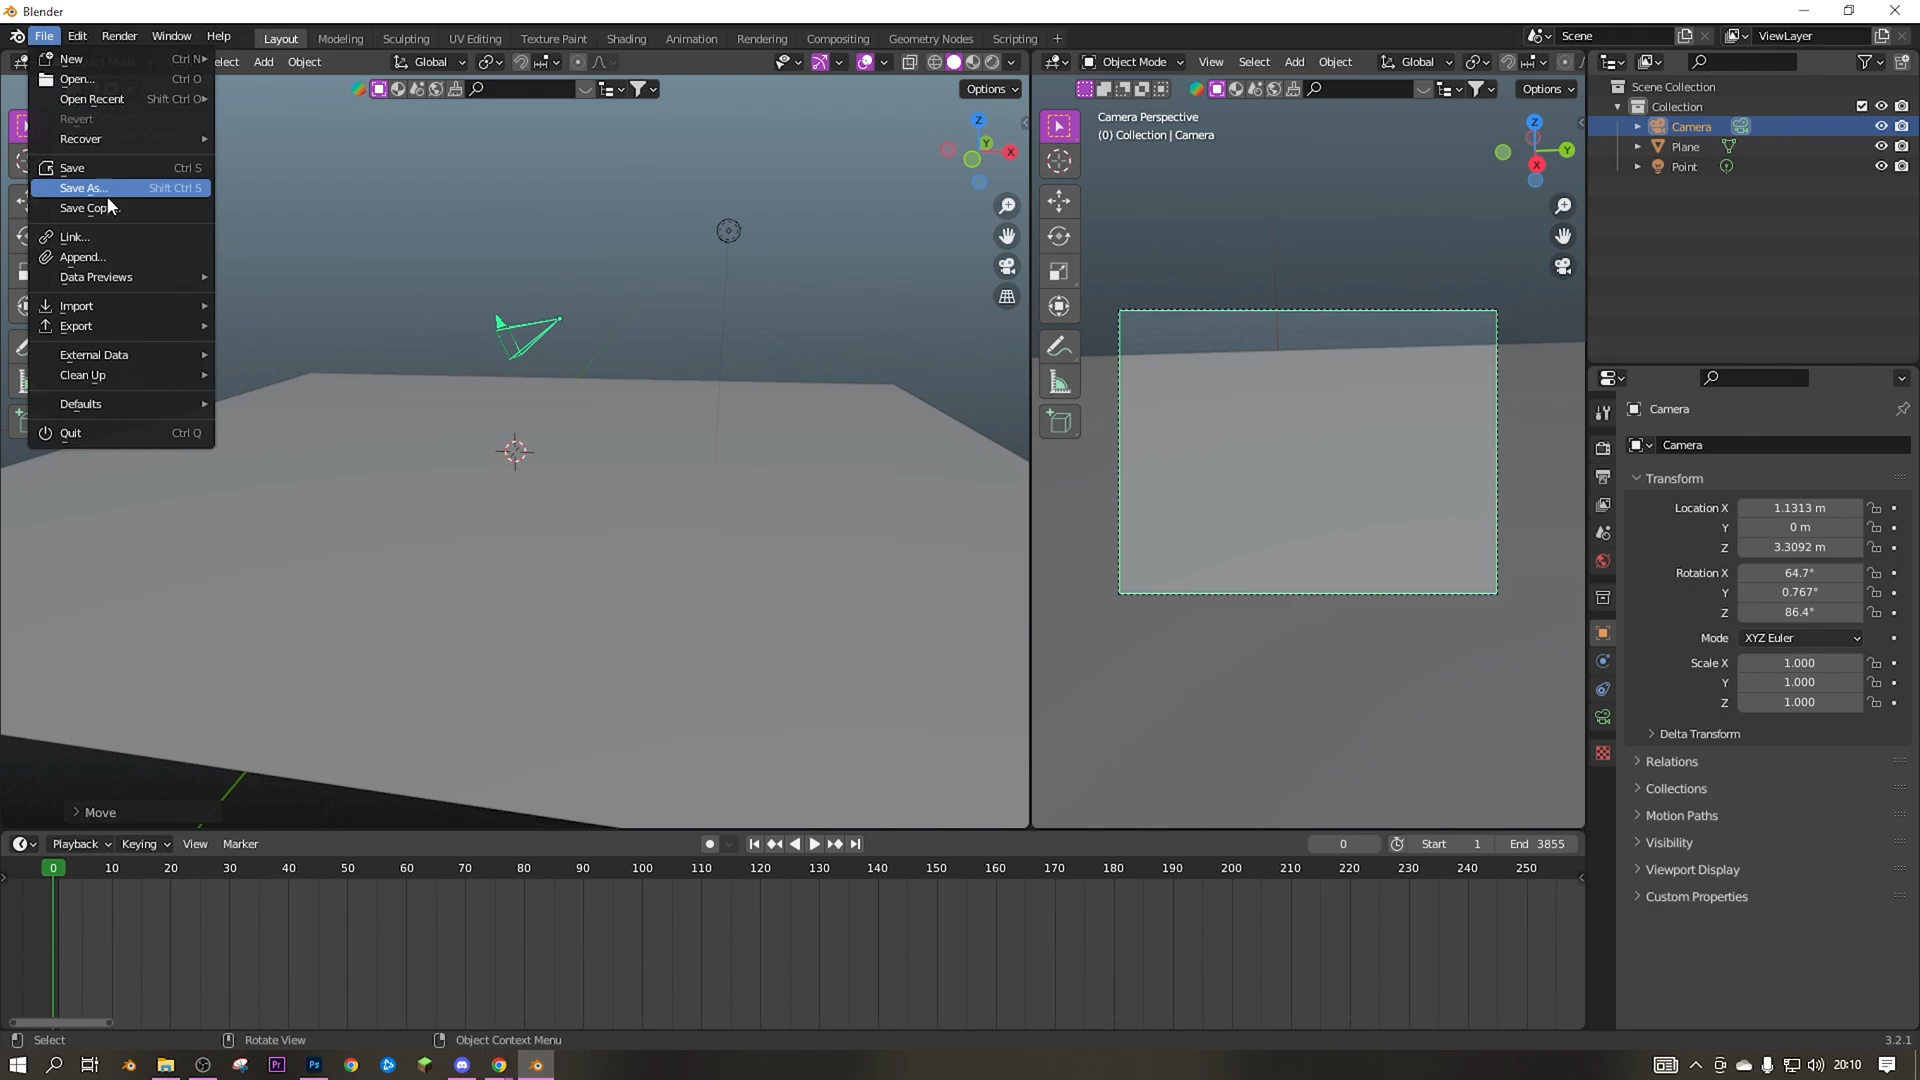 Blender
File Edit Render Window Help Layout Modeling Sculpting UV Editing Texture Paint Shading Animation Rendering Compositing Geometry Nodes Scripting Scene ViewLayer
Add Object Global
Options
New Ctrl N
Open... Ctrl O
Open Recent Shift Ctrl O
Revert
Recover
Save Ctrl S
Save As... Shift Ctrl S
Link...
Append...
Data Previews
Import
Export
External Data
Clean Up
Defaults
Quit Ctrl Q
Z
Y
X
Move
Object Mode View Select Add Object Global
Options
Camera Perspective
(0) Collection | Camera
Z
Y
X
Scene Collection
Collection
Camera
Plane
Point
Camera
Camera
Transform
Location X 1.1313 m
Y 0 m
Z 3.3092 m
Rotation X 64.7°
Y 0.767°
Z 86.4°
Mode XYZ Euler
Scale X 1.000
Y 1.000
Z 1.000
Delta Transform
Relations
Collections
Motion Paths
Visibility
Viewport Display
Custom Properties
Playback Keying View Marker 0 Start 1 End 3855
0 10 20 30 40 50 60 70 80 90 100 110 120 130 140 150 160 170 180 190 200 210 220 230 240 250
Select Rotate View Object Context Menu 3.2.1
Pr Ps 20:10